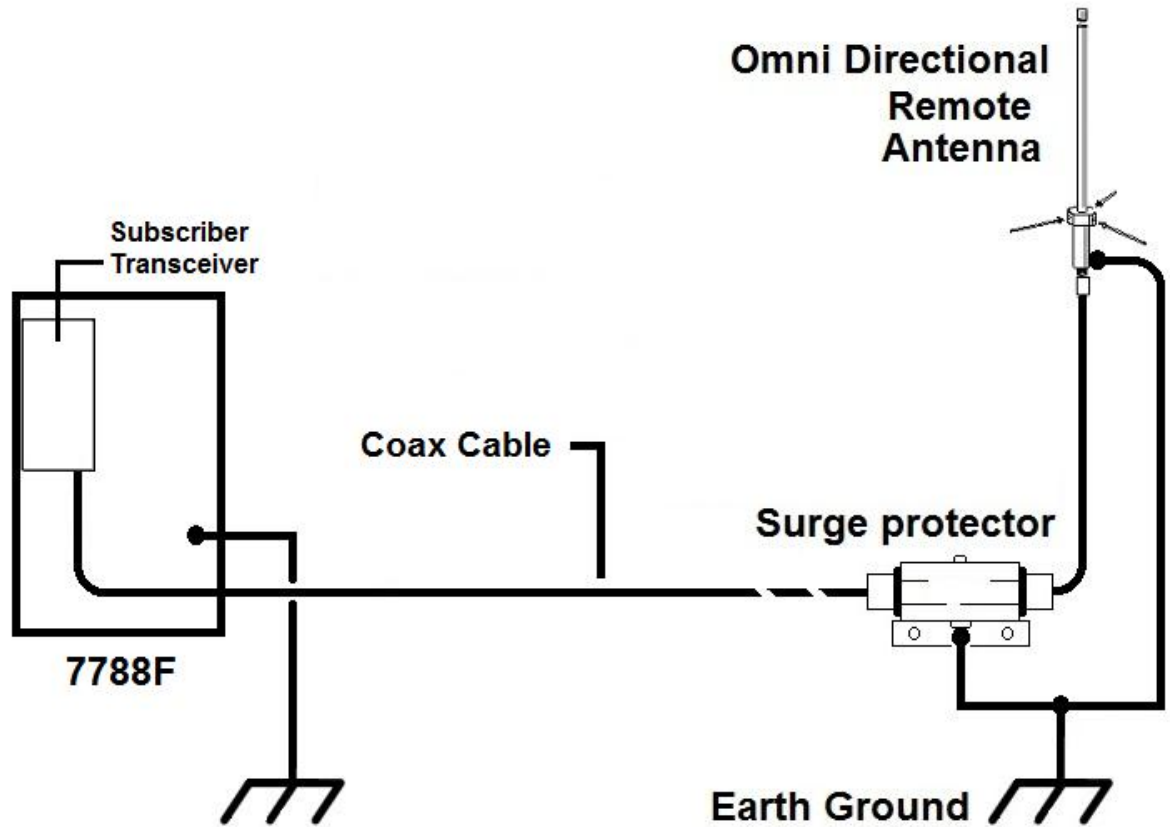 Omni Directional
Remote
Antenna
Subscriber
Transceiver
Coax Cable
Surge protector
7788F
Earth Ground